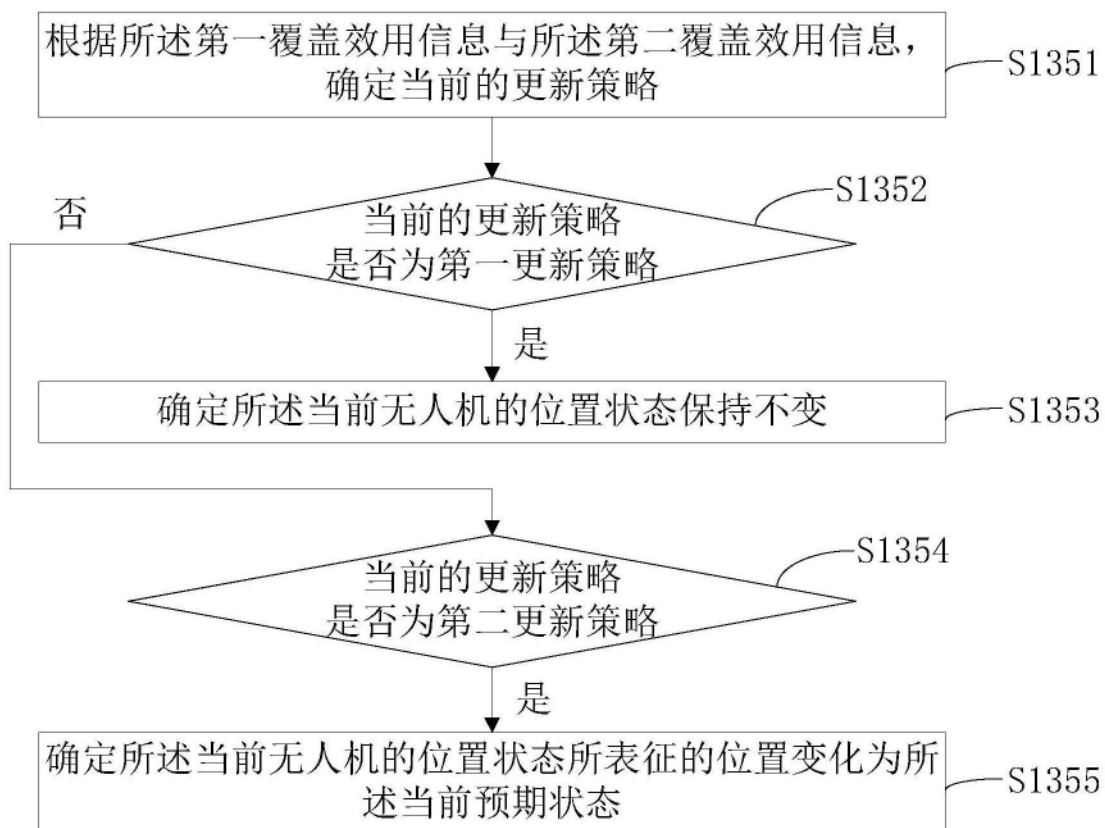 根据所述第一覆盖效用信息与所述第二覆盖效用信息，
确定当前的更新策略
S1351
S1352
否
当前的更新策略
是否为第一更新策略
是
确定所述当前无人机的位置状态保持不变
S1353
S1354
当前的更新策略
是否为第二更新策略
是
确定所述当前无人机的位置状态所表征的位置变化为所
述当前预期状态
S1355